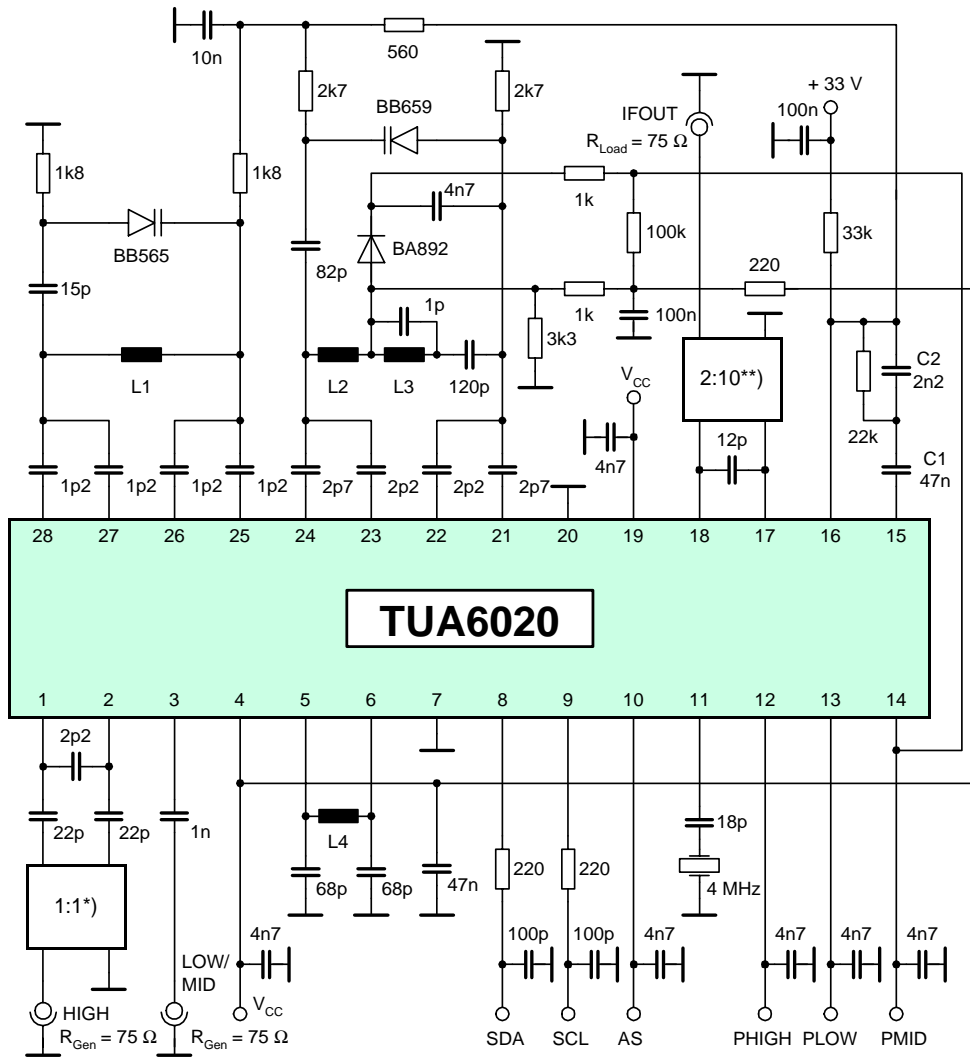 10n
560
2k7
BB659
2k7
IFOUT
R_Load = 75 Ω
+ 33 V
100n
1k8
1k8
4n7
1k
BB565
BA892
100k
33k
82p
15p
220
1p
1k
100n
3k3
L1
L2
L3
120p
V_CC
2:10**)
C2
2n2
22k
4n7
12p
C1
47n
1p2
1p2
1p2
1p2
2p7
2p2
2p2
2p7
28 27 26 25 24 23 22 21 20 19 18 17 16 15
TUA6020
1 2 3 4 5 6 7 8 9 10 11 12 13 14
2p2
22p
22p
1n
L4
18p
1:1*)
68p
68p
47n
220
220
4 MHz
4n7
100p
100p
4n7
4n7
4n7
4n7
LOW/
MID
HIGH
V_CC
R_Gen = 75 Ω
R_Gen = 75 Ω
SDA
SCL
AS
PHIGH
PLOW
PMID